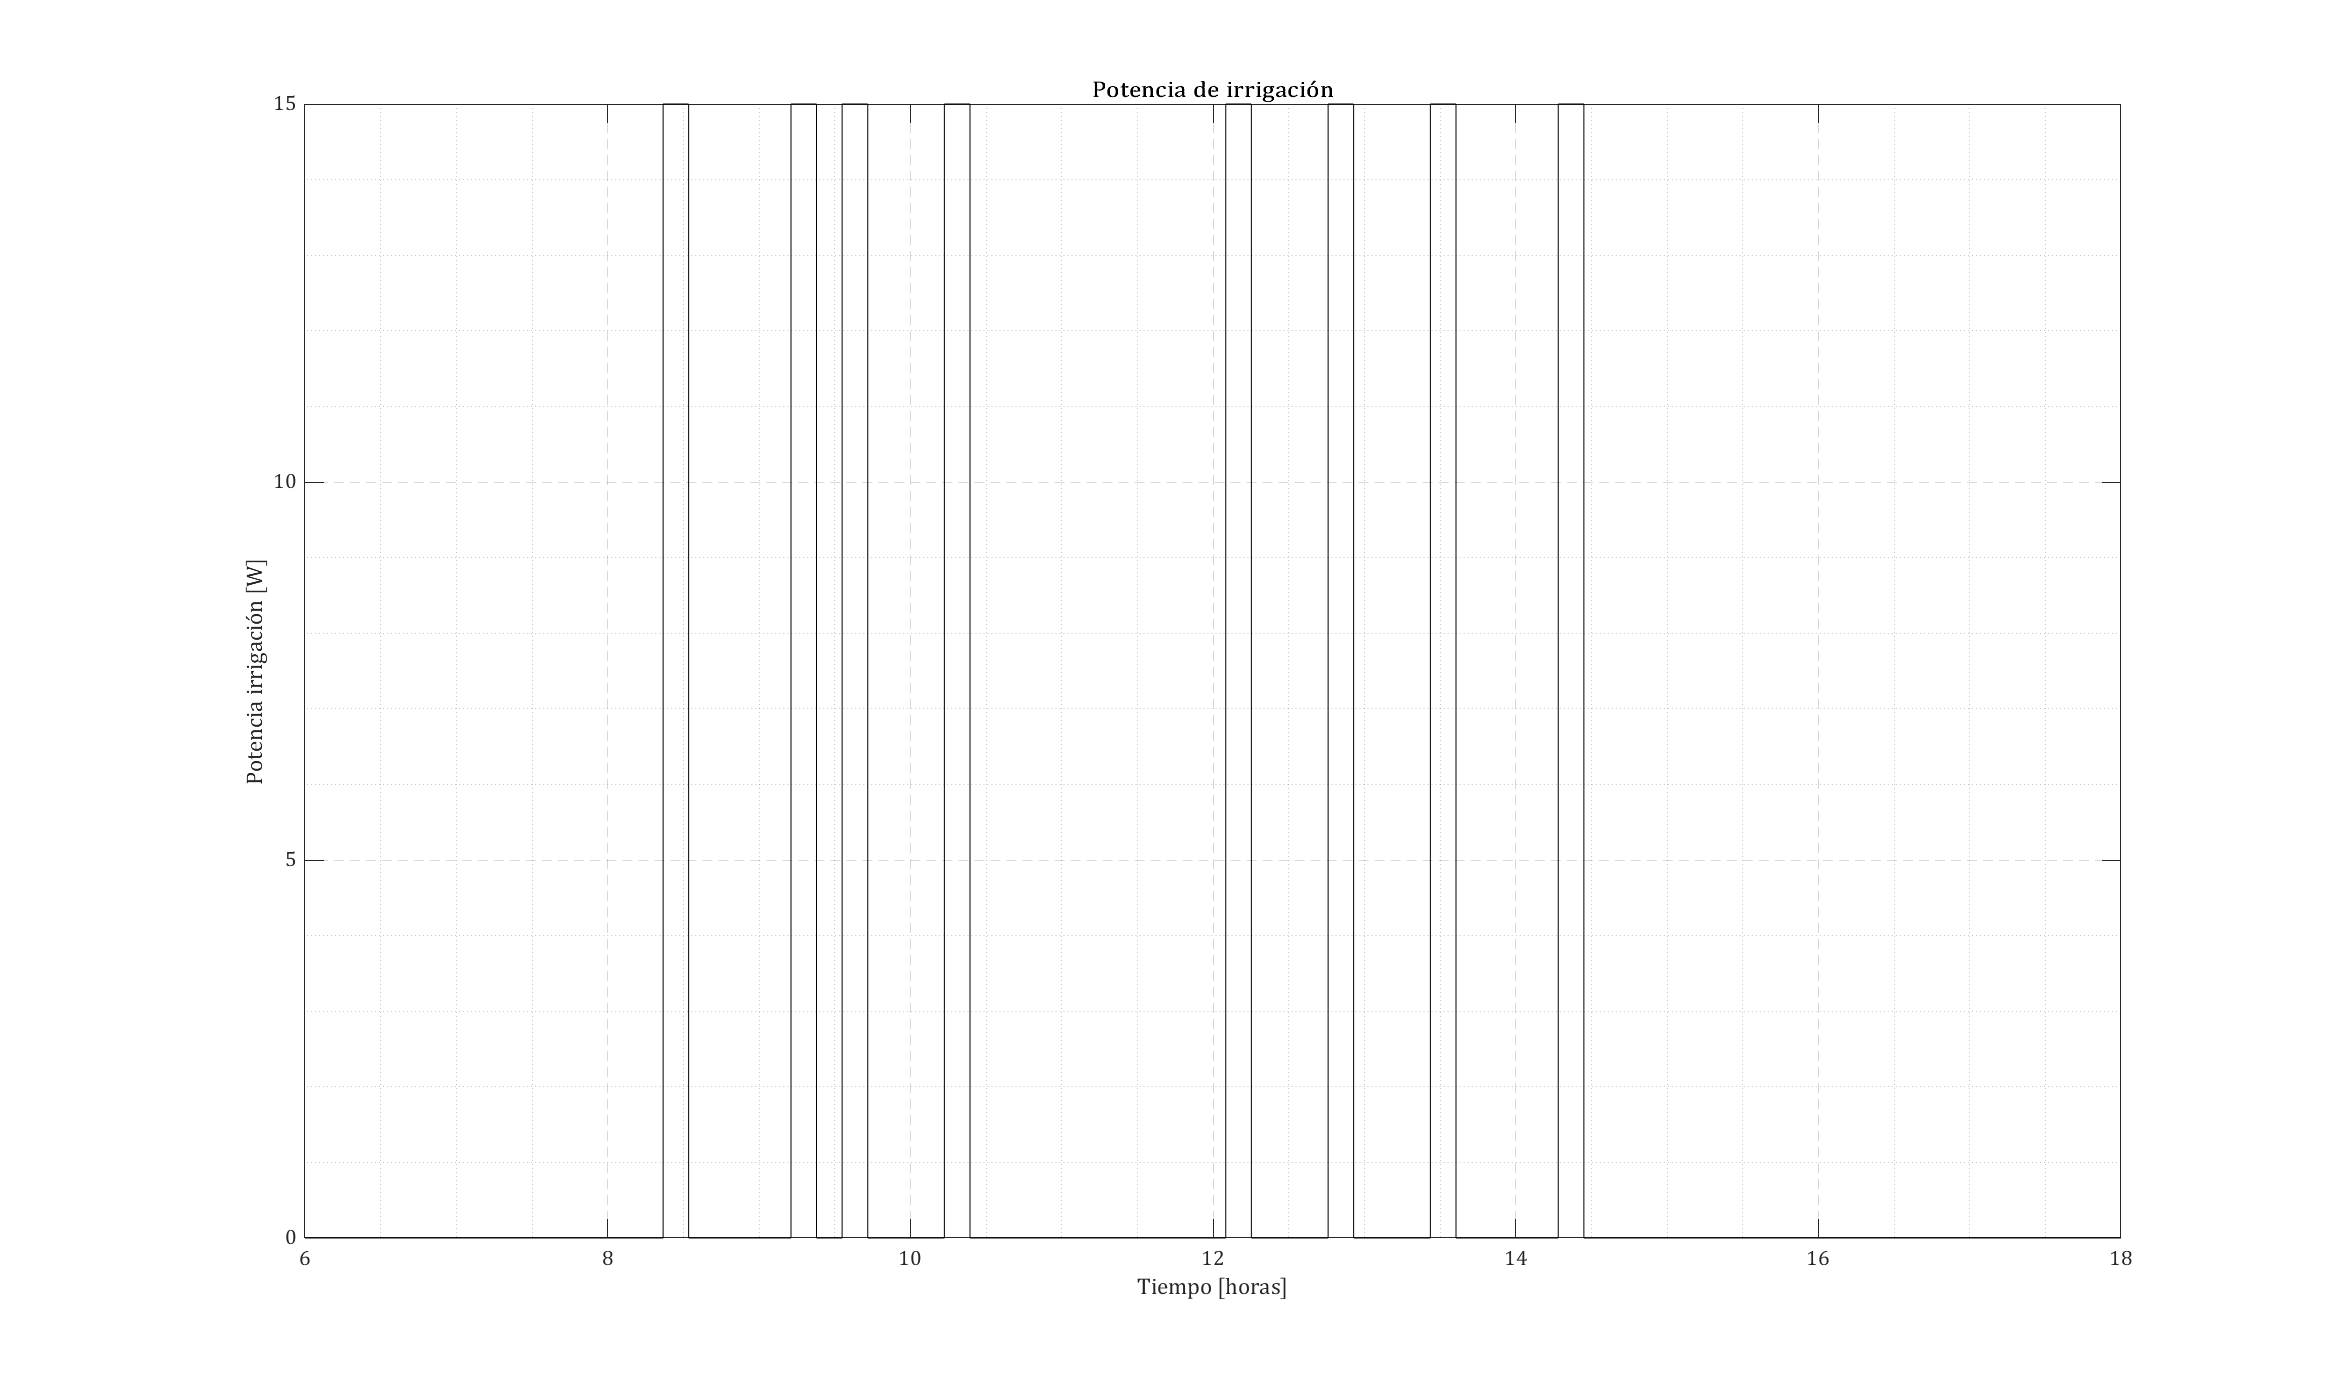 Potencia de irrigación
15
10
5
0
Potencia irrigación [W]
6 8 10 12 14 16 18
Tiempo [horas]